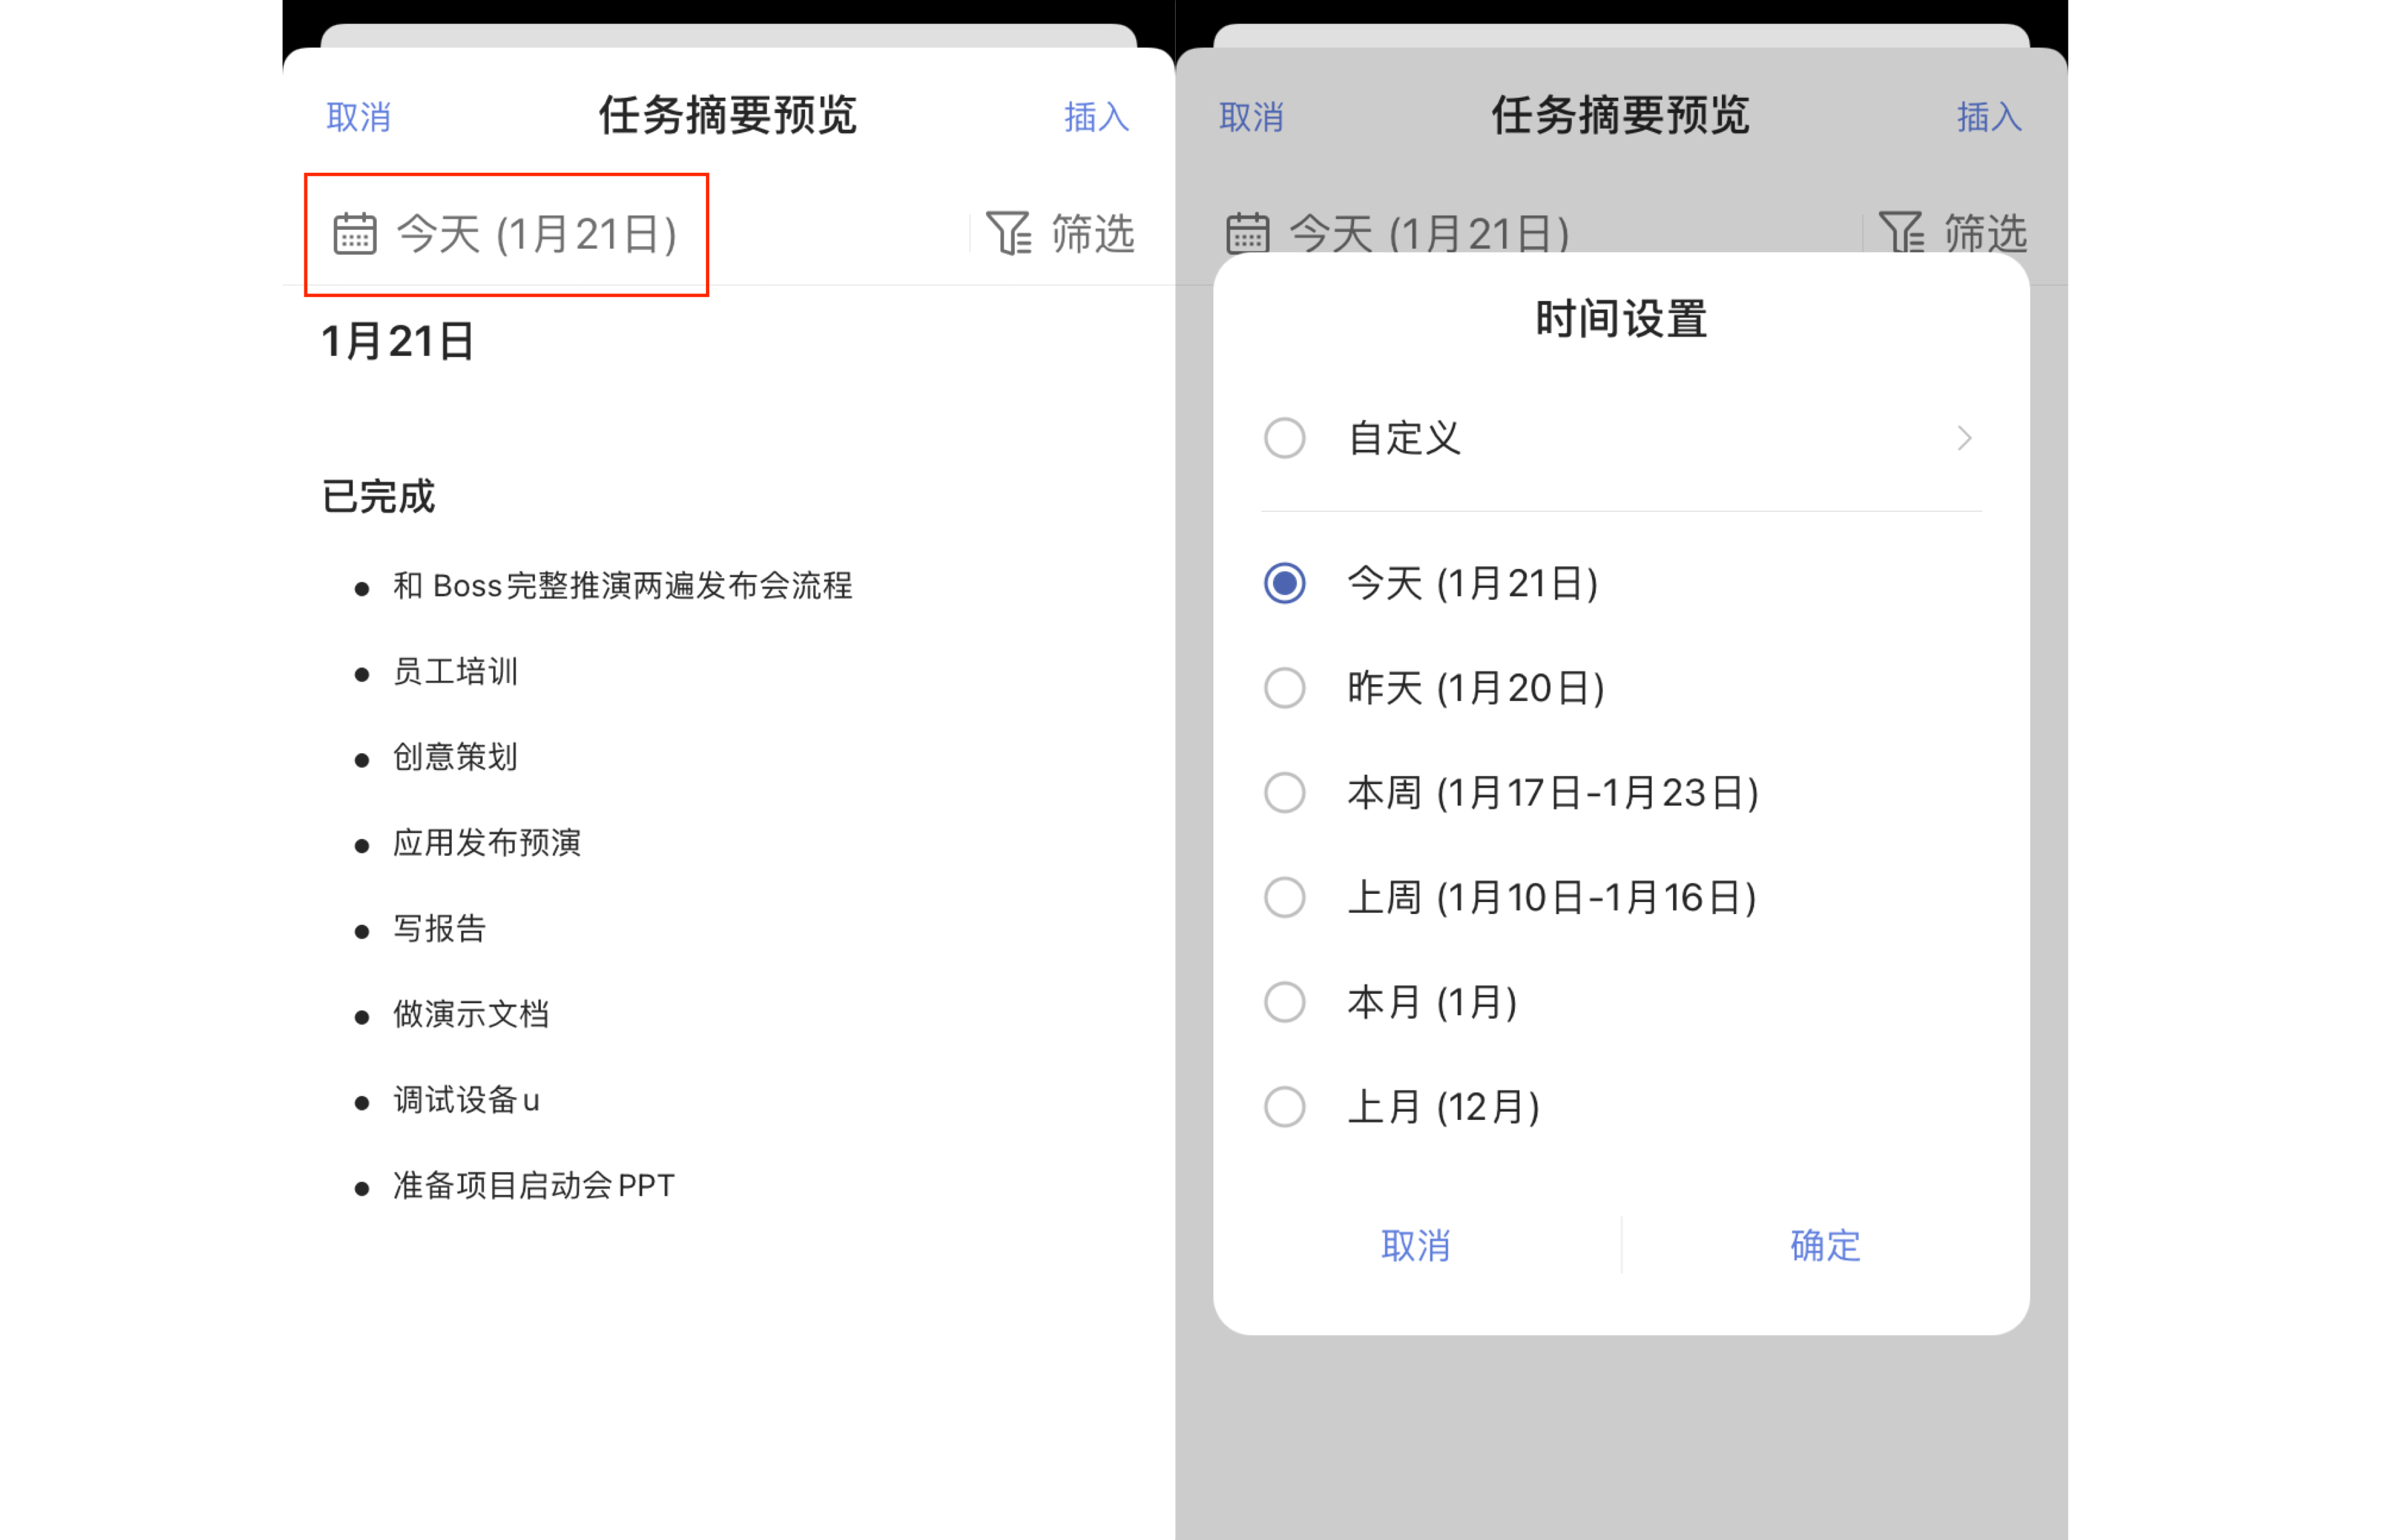 取消 任务摘要预览 插入
今天 (1月21日) 筛选
1月21日
已完成
和 Boss完整推演两遍发布会流程
员工培训
创意策划
应用发布预演
写报告
做演示文档
调试设备u
准备项目启动会PPT
取消 任务摘要预览 插入
今天 (1月21日) 筛选
时间设置
自定义
今天 (1月21日)
昨天 (1月20日)
本周 (1月17日-1月23日)
上周 (1月10日-1月16日)
本月 (1月)
上月 (12月)
取消 确定